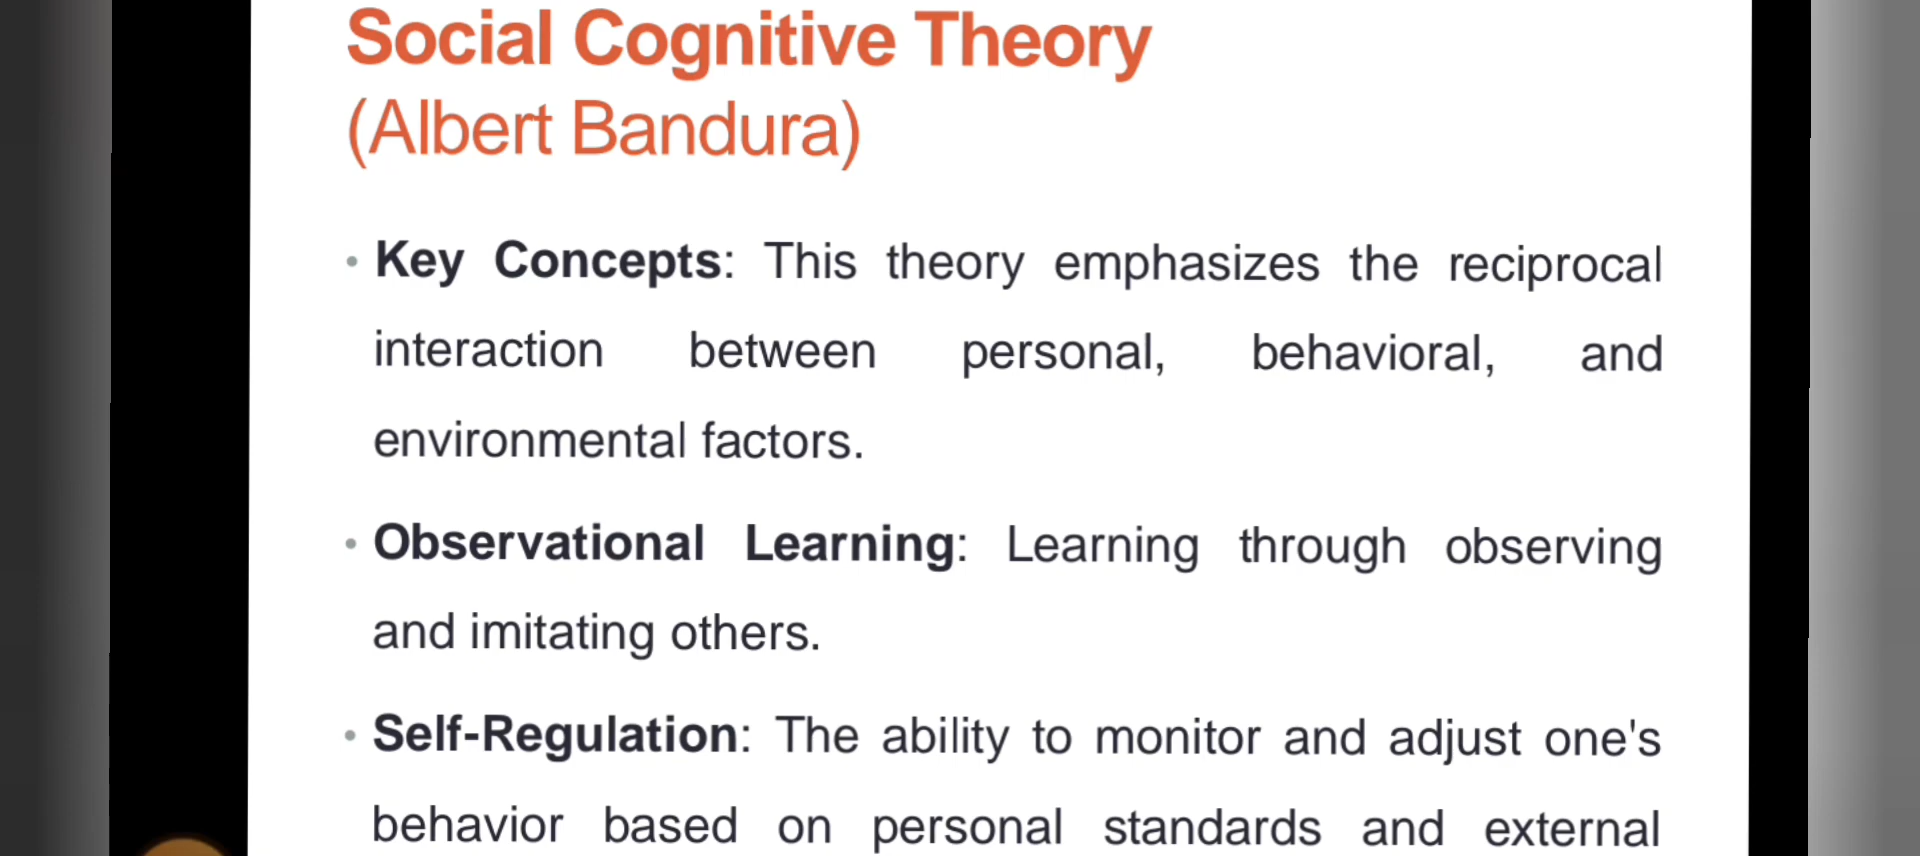 Social Cognitive Theory
(Albert Bandura)
• Key Concepts: This theory emphasizes the reciprocal
interaction between personal, behavioral, and
environmental factors.
• Observational Learning: Learning through observing
and imitating others.
• Self-Regulation: The ability to monitor and adjust one's
behavior based on personal standards and external